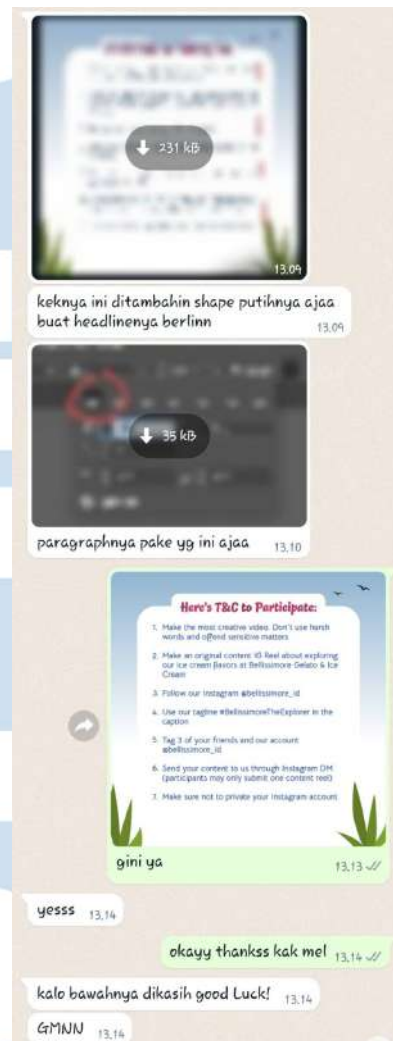 231 kB
13.09
keknya ini ditambahin shape putihnya ajaa
buat headlinenya berlinn
13.09
35 kB
paragraphnya pake yg ini ajaa
13.10
Here's T&C to Participate:
1. Make the most creative video. Don't use harsh
words and offend sensitive matters
2. Make an original content IG Reel about exploring
our ice cream flavors at Bellissimore Gelato & Ice
Cream
3. Follow our Instagram @bellissimore_id
4. Use our tagline #BellissimoreTheExplorer in the
caption
5. Tag 3 of your friends and our account
@bellissimore_id
6. Send your content to us through Instagram DM
(participants may only submit one content reel)
7. Make sure not to private your Instagram account
gini ya
13.13
yesss
13.14
okayy thankss kak mel
13.14
kalo bawahnya dikasih good Luck!
13.14
GMNN
13.14